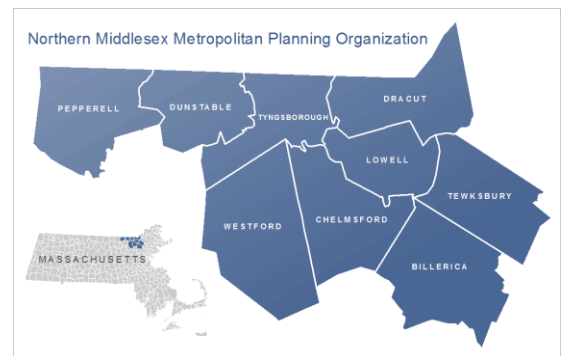 Northern Middlesex Metropolitan Planning Organization
DRACUT
PEPPERELL
DUNSTABLE
TYNGSBOROUGH
LOWELL
TEWKSBURY
WESTFORD
CHELMSFORD
MASSACHUSETTS
BILLERICA